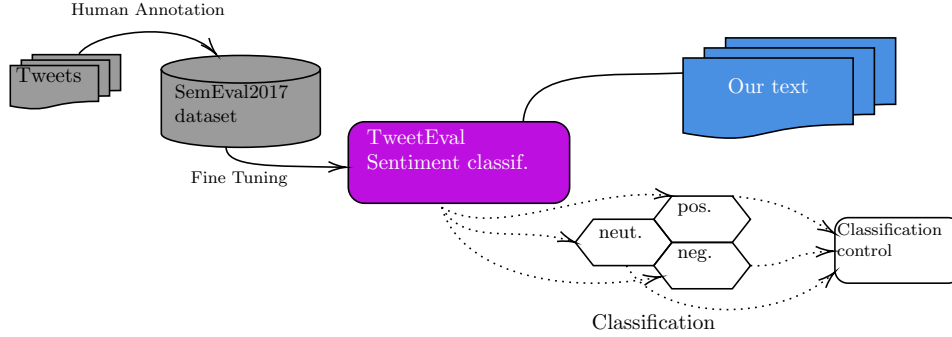 Human Annotation
Tweets
SemEval2017
dataset
Our text
TweetEval
Sentiment classif.
Fine Tuning
pos.
neut.
neg.
Classification
control
Classification